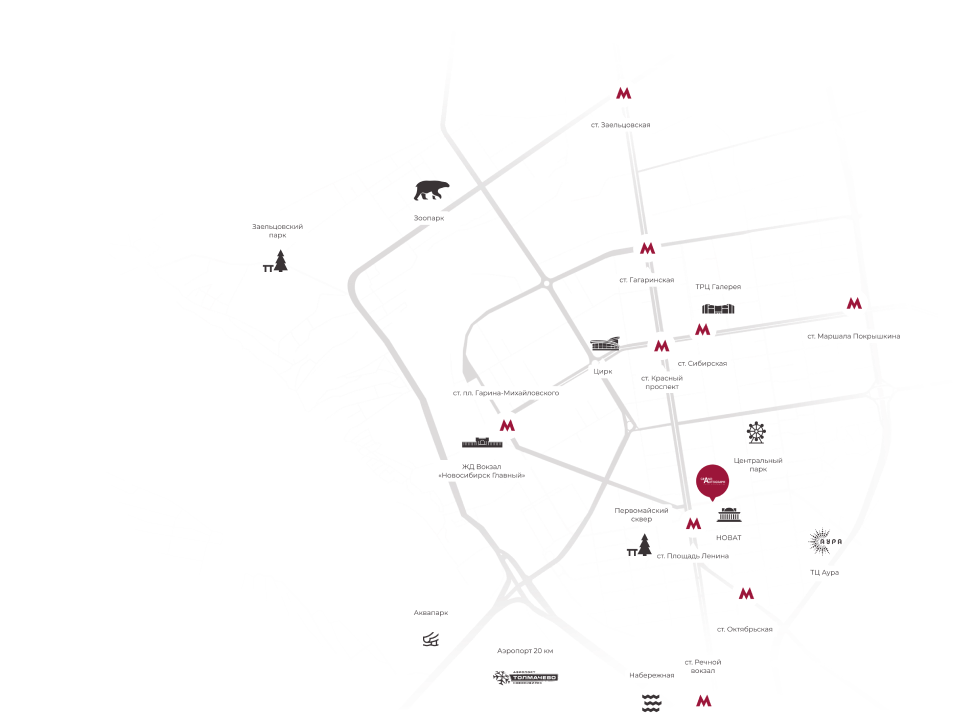 ст. Заельцовская
Зоопарк
Заельцовский
парк
ст. Гагаринская
ТРЦ Галерея
ст. Маршала Покрышкина
ст. Сибирская
Цирк
ст. Красный
проспект
ст. пл. Гарина-Михайловского
ЖД Вокзал
«Новосибирск Главный»
Центральный
парк
Первомайский
сквер
НОВАТ
ст. Площадь Ленина
АУРА
ТЦ Аура
Аквапарк
ст. Октябрьская
Аэропорт 20 км
АЭРОПОРТ
ТОЛМАЧЕВО
НОВОСИБИРСК
ст. Речной
вокзал
Набережная